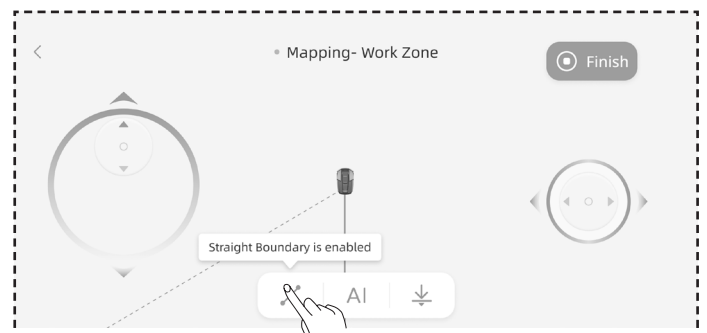 Mapping- Work Zone
Finish
Straight Boundary is enabled
AI